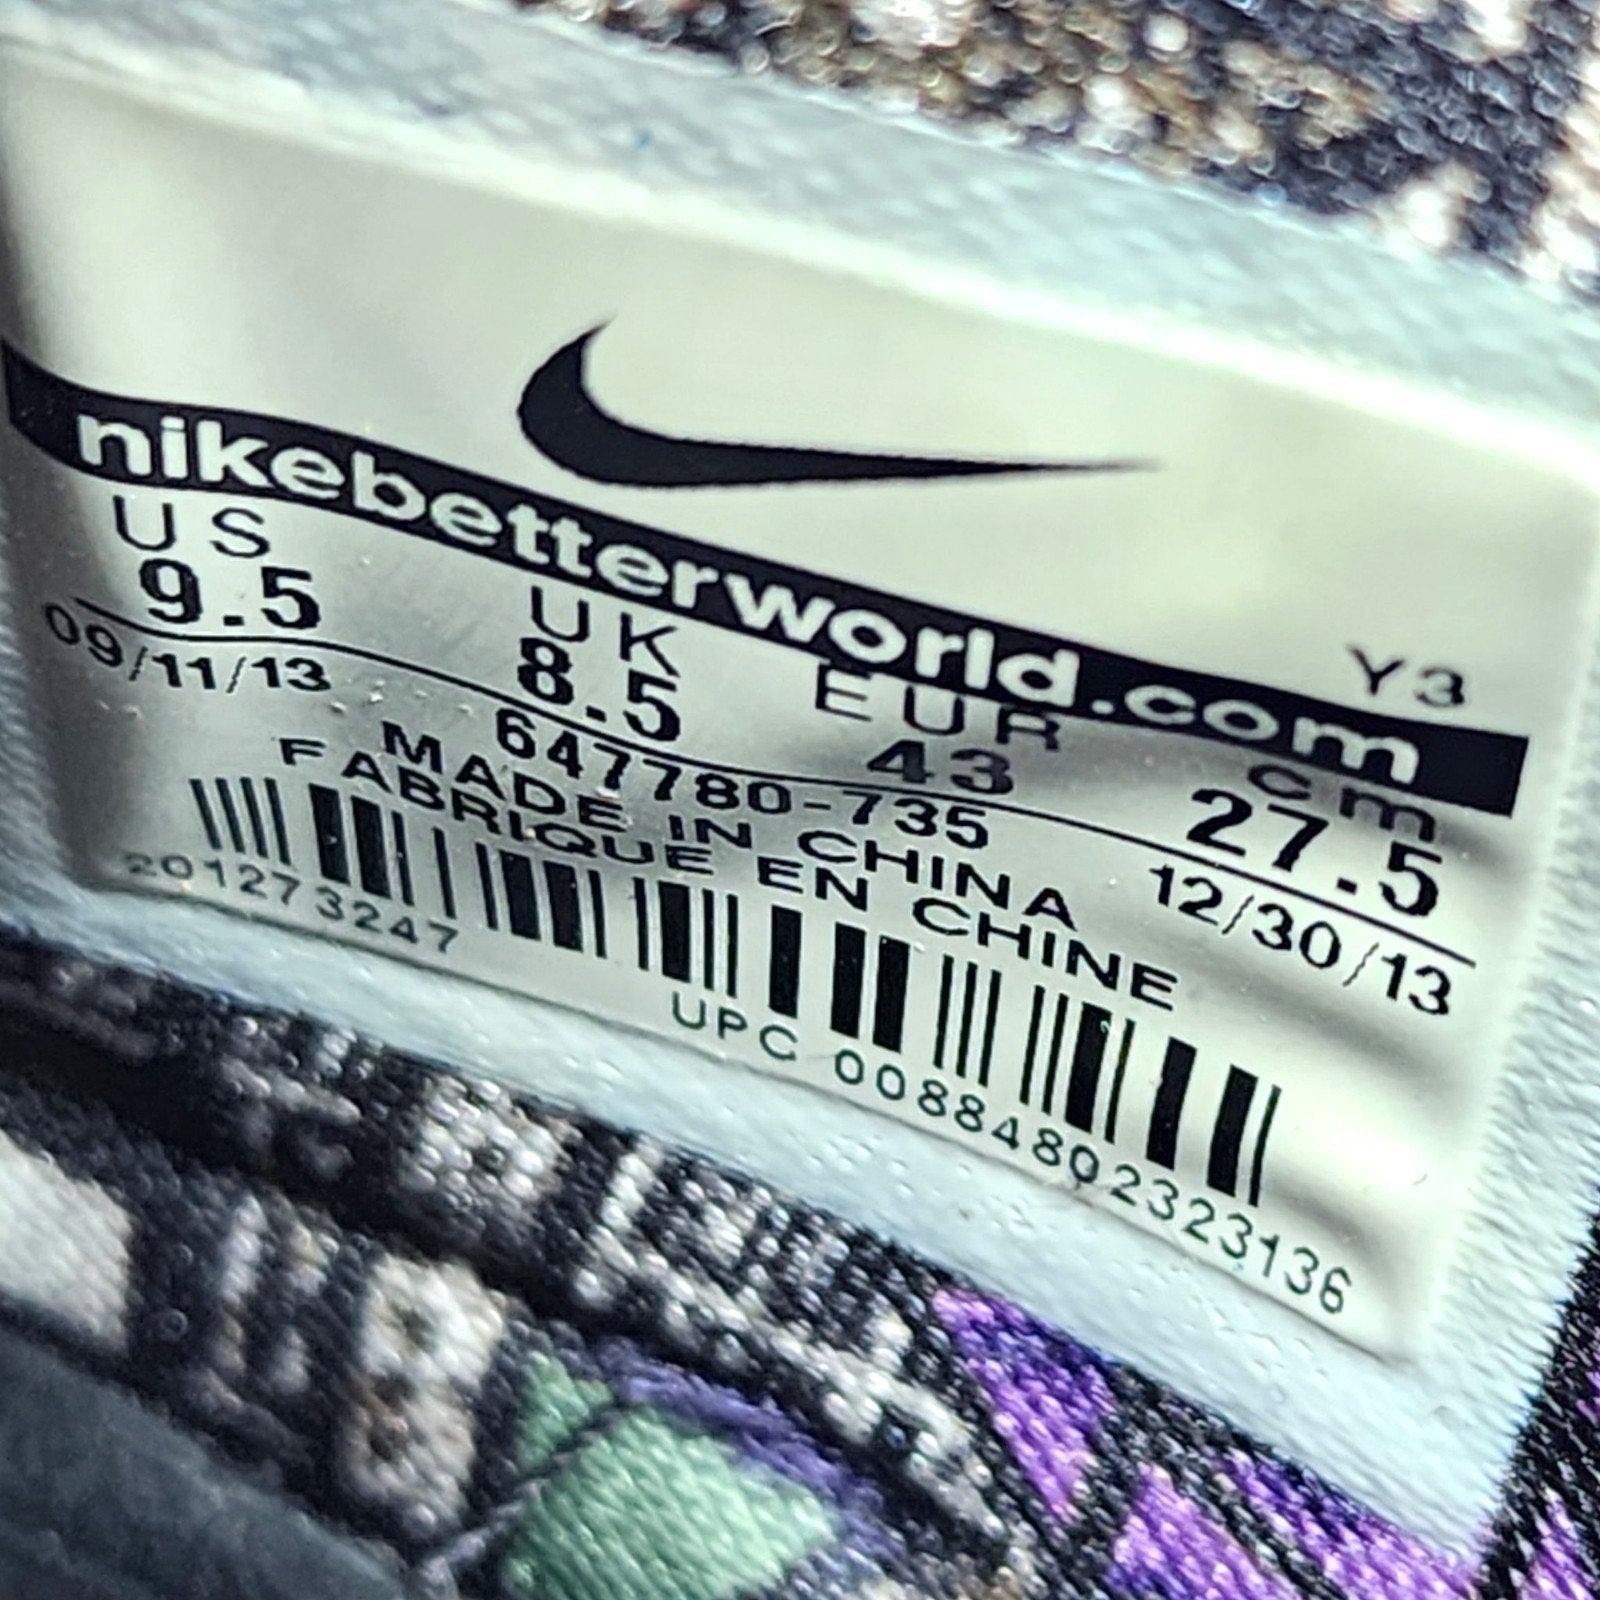 nikebetterworld.com
Y3
US UK EUR cm
9.5 8.5 43 27.5
09/11/13 647780-735 12/30/13
MADE IN CHINA
FABRIQUE EN CHINE
201273247
UPC 00884802323136